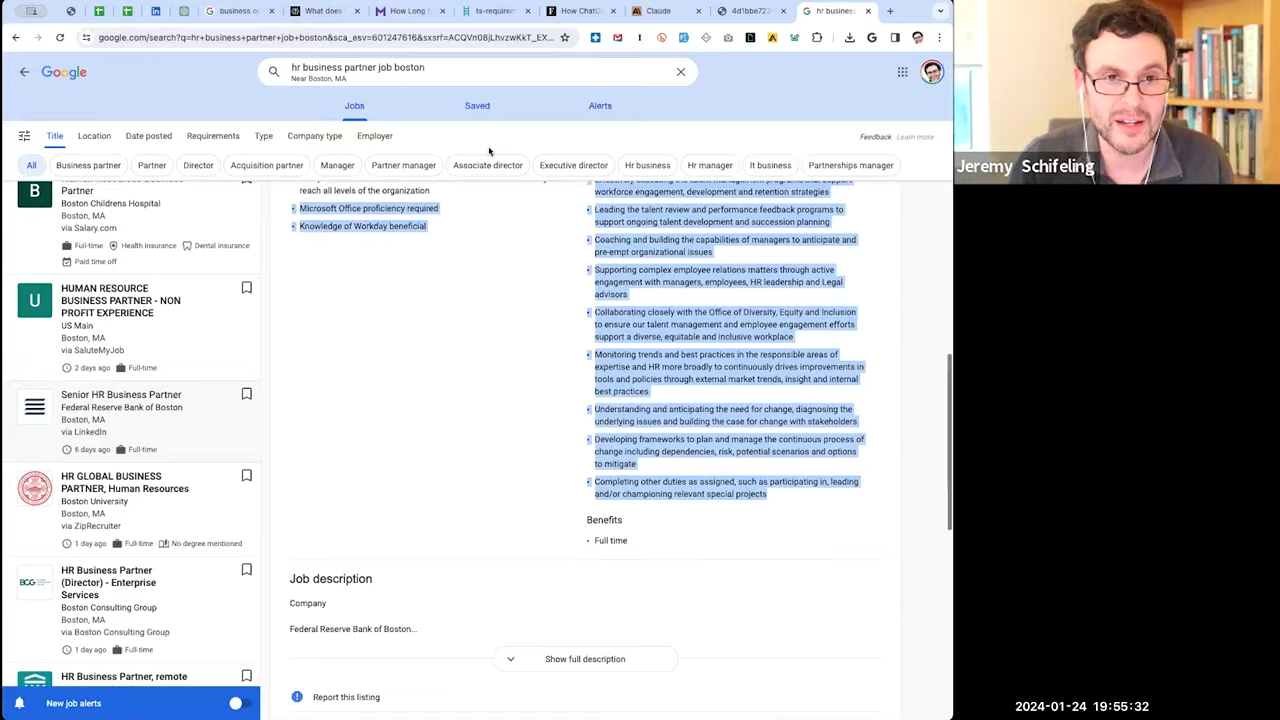 business o
What does
How Long
ts-requirem
How ChatG
Claude
4d1bbe72
hr busines
google.com/search?q=hr+business+partner+job+boston&sca_esv=601247616&sxsrf=ACQVn08jLhvzwKkT_EX...
Google
hr business partner job boston
Near Boston, MA
Jobs
Saved
Alerts
Title
Location
Date posted
Requirements
Type
Company type
Employer
Feedback
Learn more
All
Business partner
Partner
Director
Acquisition partner
Manager
Partner manager
Associate director
Executive director
Hr business
Hr manager
It business
Partnerships manager
B
Partner
Boston Childrens Hospital
Boston, MA
via Salary.com
Full-time
Health insurance
Dental insurance
Paid time off
U
HUMAN RESOURCE
BUSINESS PARTNER - NON
PROFIT EXPERIENCE
US Main
Boston, MA
via SaluteMyJob
2 days ago
Full-time
Senior HR Business Partner
Federal Reserve Bank of Boston
Boston, MA
via LinkedIn
6 days ago
Full-time
HR GLOBAL BUSINESS
PARTNER, Human Resources
Boston University
Boston, MA
via ZipRecruiter
1 day ago
Full-time
No degree mentioned
BCG
HR Business Partner
(Director) - Enterprise
Services
Boston Consulting Group
Boston, MA
via Boston Consulting Group
1 day ago
Full-time
HR Business Partner, remote
New job alerts
reach all levels of the organization
• Microsoft Office proficiency required
• Knowledge of Workday beneficial
workforce engagement, development and retention strategies
• Leading the talent review and performance feedback programs to
support ongoing talent development and succession planning
• Coaching and building the capabilities of managers to anticipate and
pre-empt organizational issues
• Supporting complex employee relations matters through active
engagement with managers, employees, HR leadership and Legal
advisors
• Collaborating closely with the Office of Diversity, Equity and Inclusion
to ensure our talent management and employee engagement efforts
support a diverse, equitable and inclusive workplace
• Monitoring trends and best practices in the responsible areas of
expertise and HR more broadly to continuously drives improvements in
tools and policies through external market trends, insight and internal
best practices
• Understanding and anticipating the need for change, diagnosing the
underlying issues and building the case for change with stakeholders
• Developing frameworks to plan and manage the continuous process of
change including dependencies, risk, potential scenarios and options
to mitigate
• Completing other duties as assigned, such as participating in, leading
and/or championing relevant special projects
Benefits
• Full time
Job description
Company
Federal Reserve Bank of Boston...
Show full description
Report this listing
Jeremy Schifeling
2024-01-24 19:55:32